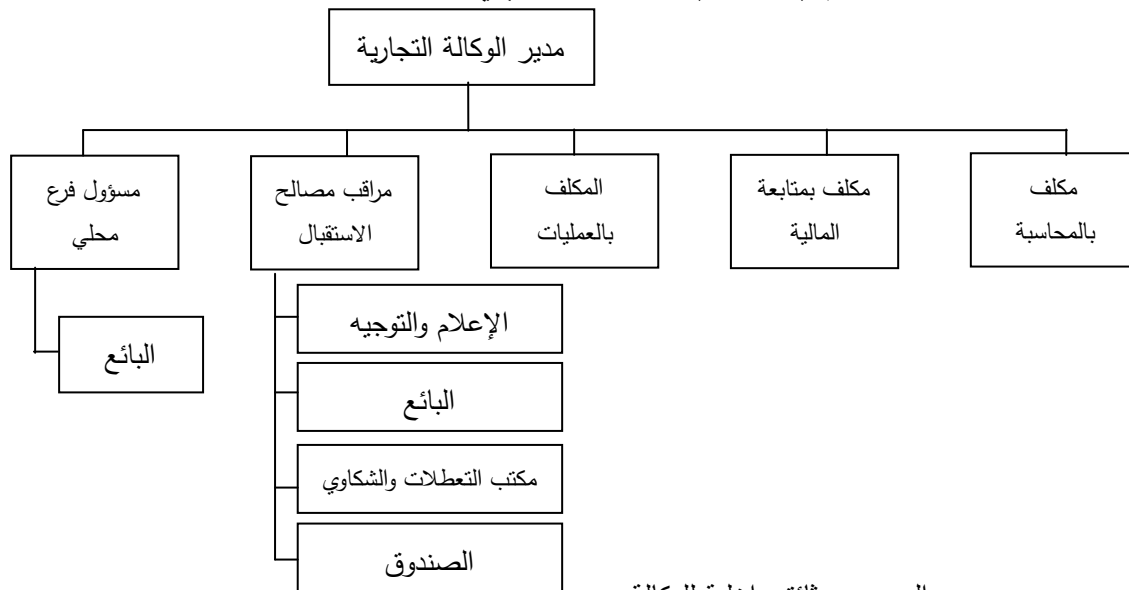 مدير الوكالة التجارية
مكلف
بالمحاسبة
مكلف بمتابعة
المالية
المكلف
بالعمليات
مراقب مصالح
الاستقبال
مسؤول فرع
محلي
الإعلام والتوجيه
البائع
البائع
مكتب التعطلات والشكاوي
الصندوق